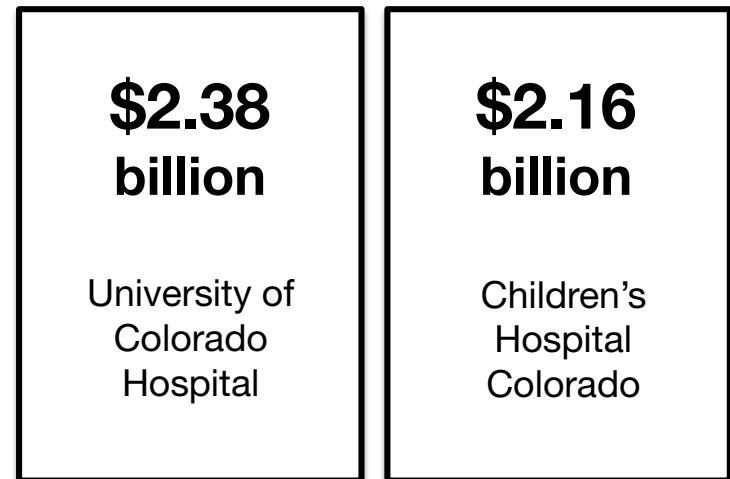 $2.38
billion
University of
Colorado
Hospital
$2.16
billion
Children’s
Hospital
Colorado